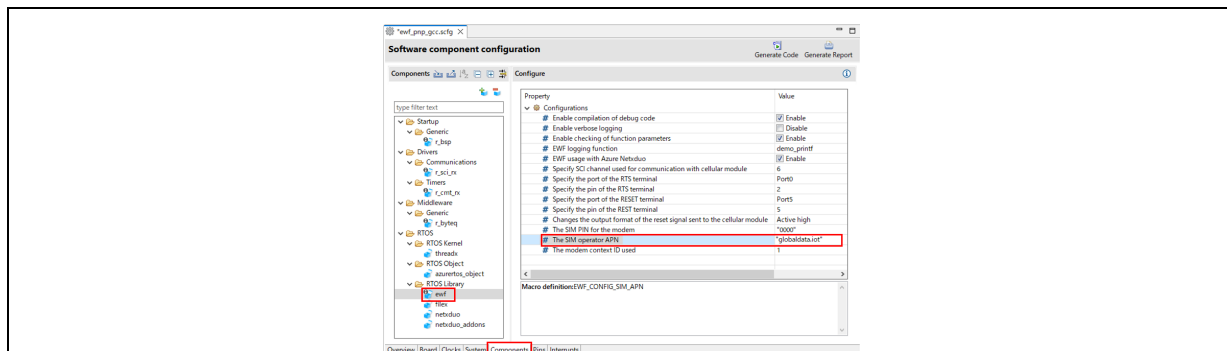 *ewf_pnp_gcc.scfg
Software component configuration
Generate Code Generate Report
Components
Configure
type filter text
Startup
Generic
r_bsp
Drivers
Communications
r_sci_rx
Timers
r_cmt_rx
Middleware
Generic
r_byteq
RTOS
RTOS Kernel
threadx
RTOS Object
azurertos_object
RTOS Library
ewf
filex
netxduo
netxduo_addons
Property Value
Configurations
# Enable compilation of debug code Enable
# Enable verbose logging Disable
# Enable checking of function parameters Enable
# EWF logging function demo_printf
# EWF usage with Azure Netxduo Enable
# Specify SCI channel used for communication with cellular module 6
# Specify the port of the RTS terminal Port0
# Specify the pin of the RTS terminal 2
# Specify the port of the RESET terminal Port5
# Specify the pin of the REST terminal 5
# Changes the output format of the reset signal sent to the cellular module Active high
# The SIM PIN for the modem "0000"
# The SIM operator APN "globaldata.iot"
# The modem context ID used 1
Macro definition:EWF_CONFIG_SIM_APN
Overview Board Clocks System Components Pins Interrupts